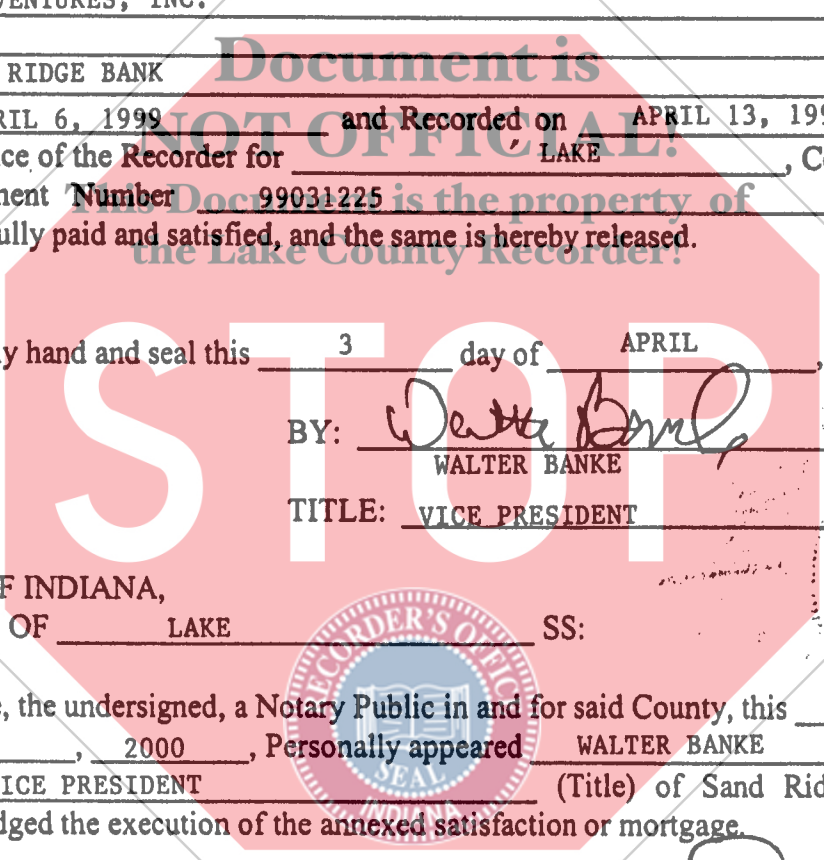 VENTURES, INC.
Document is
RIDGE BANK
RIL 6, 1999 and Recorded on APRIL 13, 199
NOT OFFICIAL!
ce of the Recorder for LAKE, C
ment Number 99031225
This Document is the property of
ully paid and satisfied, and the same is hereby released.
the Lake County Recorder!
STOP
y hand and seal this 3 day of APRIL,
BY: Walter Banke
WALTER BANKE
TITLE: VICE PRESIDENT
F INDIANA,
OF LAKE SS:
RECORDER'S OFFIC
, the undersigned, a Notary Public in and for said County, this
, 2000, Personally appeared WALTER BANKE
SEAL
ICE PRESIDENT (Title) of Sand Rid
INDIANA
dged the execution of the annexed satisfaction or mortgage.